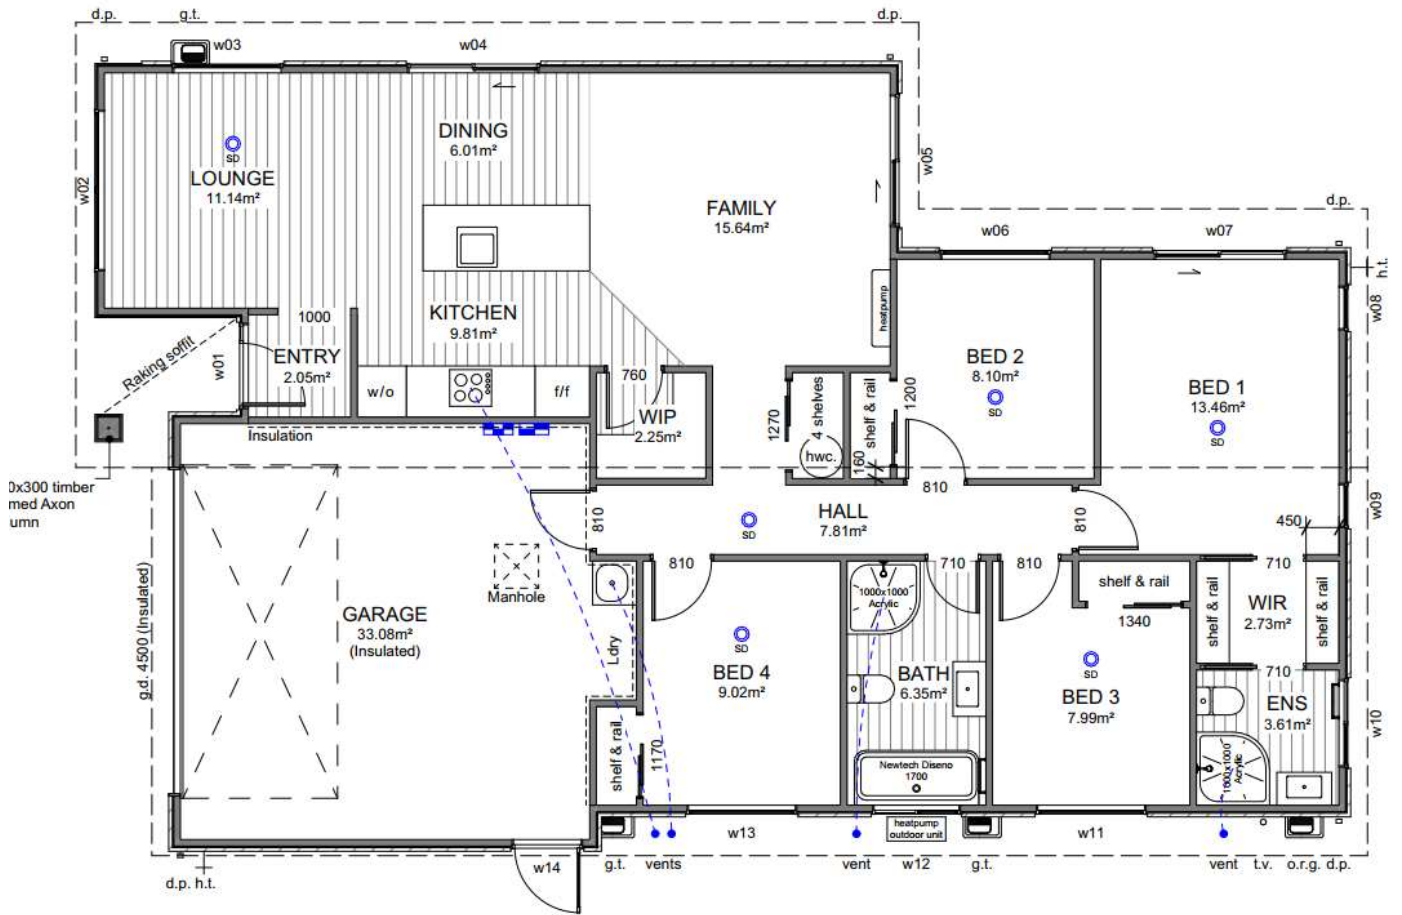 d.p.
g.t.
d.p.
w03
w04
DINING
6.01m²
SD
LOUNGE
11.14m²
w02
w05
FAMILY
15.64m²
d.p.
w06
w07
h.t.
w08
heatpump
KITCHEN
9.81m²
1000
Raking soffit
w01
ENTRY
2.05m²
w/o
f/f
760
WIP
2.25m²
1270
4 shelves
hwc.
shelf & rail
160
1200
BED 2
8.10m²
SD
BED 1
13.46m²
SD
Insulation
0x300 timber
med Axon
umn
810
HALL
7.81m²
SD
810
810
450
w09
810
710
810
710
Manhole
g.d. 4500 (Insulated)
GARAGE
33.08m²
(Insulated)
Ldry
1000x1000
Acrylic
shelf & rail
1340
shelf & rail
WIR
2.73m²
shelf & rail
SD
BED 4
9.02m²
BATH
6.35m²
SD
BED 3
7.99m²
710
ENS
3.61m²
w10
shelf & rail
1170
Newtech Diseno
1700
1000x1000
Acrylic
heatpump
outdoor unit
w13
w11
w14
g.t.
vents
vent
w12
g.t.
vent
t.v.
o.r.g.
d.p.
d.p. h.t.